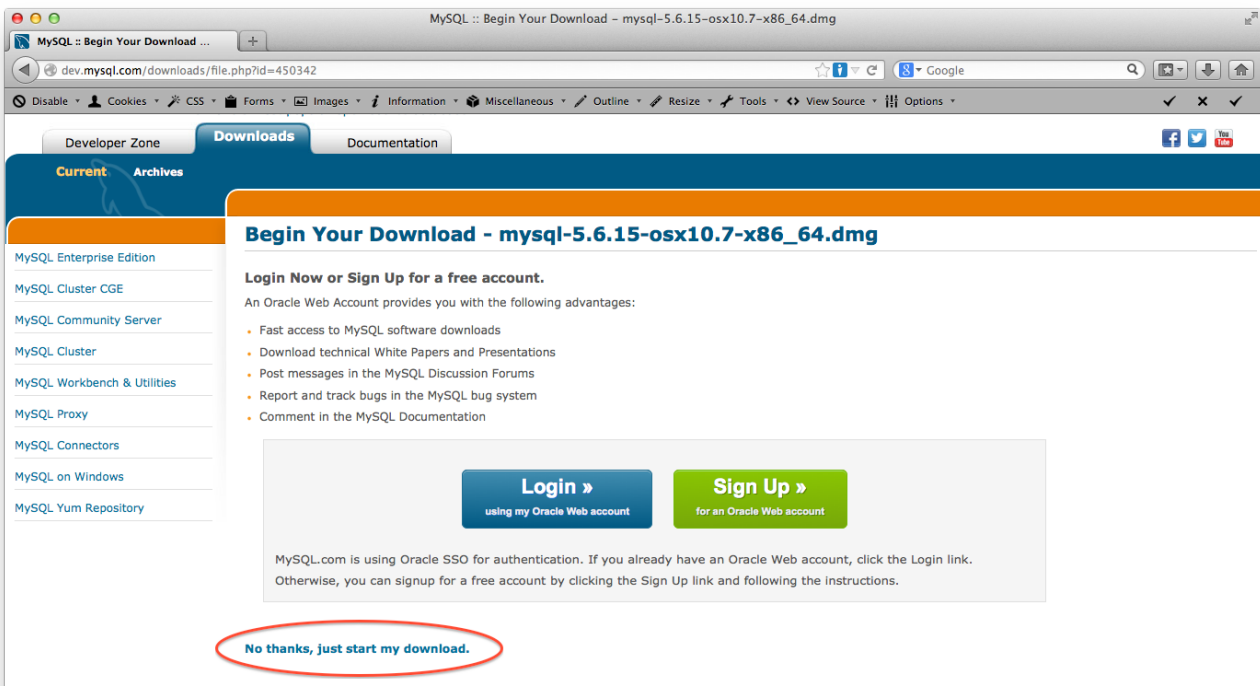 MySQL :: Begin Your Download – mysql-5.6.15-osx10.7-x86_64.dmg
MySQL :: Begin Your Download ...
dev.mysql.com/downloads/file.php?id=450342
Google
Disable Cookies CSS Forms Images Information Miscellaneous Outline Resize Tools View Source Options
Developer Zone
Downloads
Documentation
Current Archives
Begin Your Download - mysql-5.6.15-osx10.7-x86_64.dmg
MySQL Enterprise Edition
MySQL Cluster CGE
MySQL Community Server
MySQL Cluster
MySQL Workbench & Utilities
MySQL Proxy
MySQL Connectors
MySQL on Windows
MySQL Yum Repository
Login Now or Sign Up for a free account.
An Oracle Web Account provides you with the following advantages:
Fast access to MySQL software downloads
Download technical White Papers and Presentations
Post messages in the MySQL Discussion Forums
Report and track bugs in the MySQL bug system
Comment in the MySQL Documentation
Login »
using my Oracle Web account
Sign Up »
for an Oracle Web account
MySQL.com is using Oracle SSO for authentication. If you already have an Oracle Web account, click the Login link.
Otherwise, you can signup for a free account by clicking the Sign Up link and following the instructions.
No thanks, just start my download.